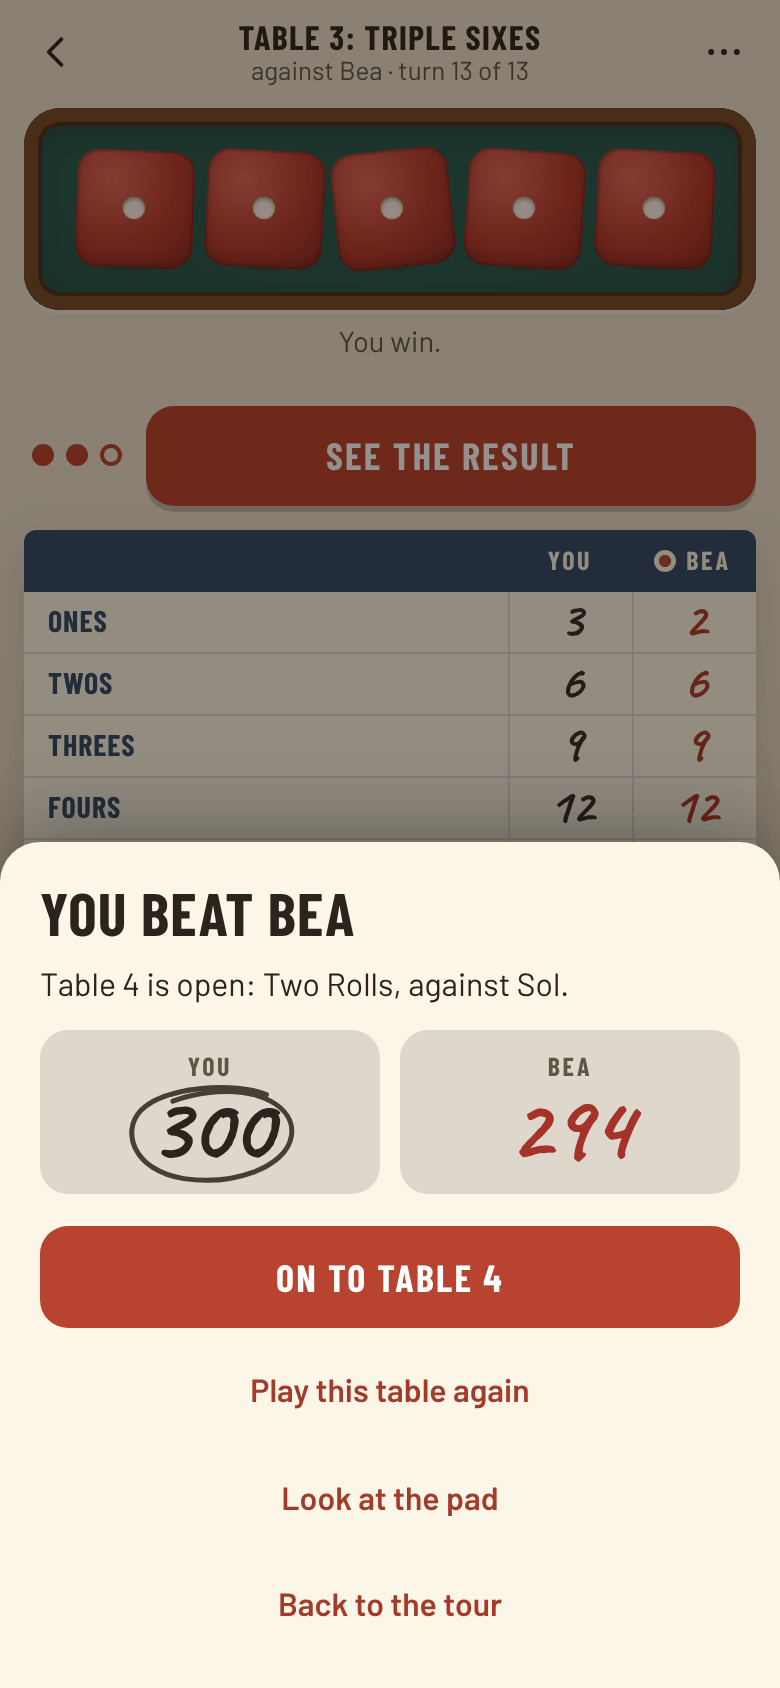 TABLE 3: TRIPLE SIXES
against Bea · turn 13 of 13
You win.
SEE THE RESULT
YOU BEA
ONES 3 2
TWOS 6 6
THREES 9 9
FOURS 12 12
YOU BEAT BEA
Table 4 is open: Two Rolls, against Sol.
YOU BEA
300 294
ON TO TABLE 4
Play this table again
Look at the pad
Back to the tour